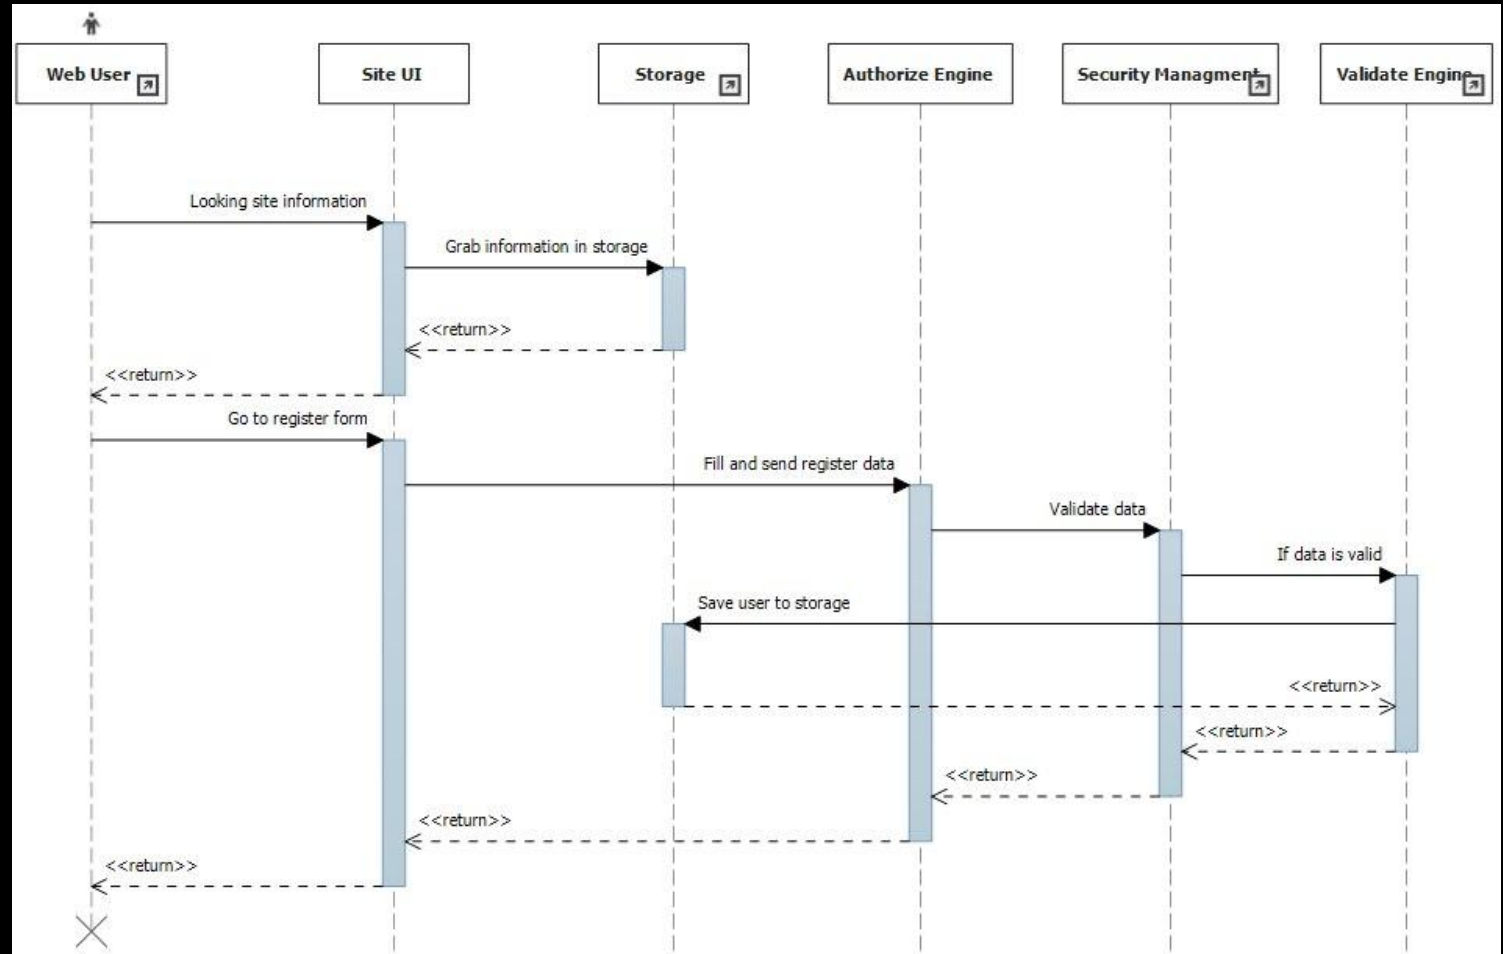 Web User
Site UI
Storage
Authorize Engine
Security Managment
Validate Engine
Looking site information
Grab information in storage
<<return>>
<<return>>
Go to register form
Fill and send register data
Validate data
If data is valid
Save user to storage
<<return>>
<<return>>
<<return>>
<<return>>
<<return>>